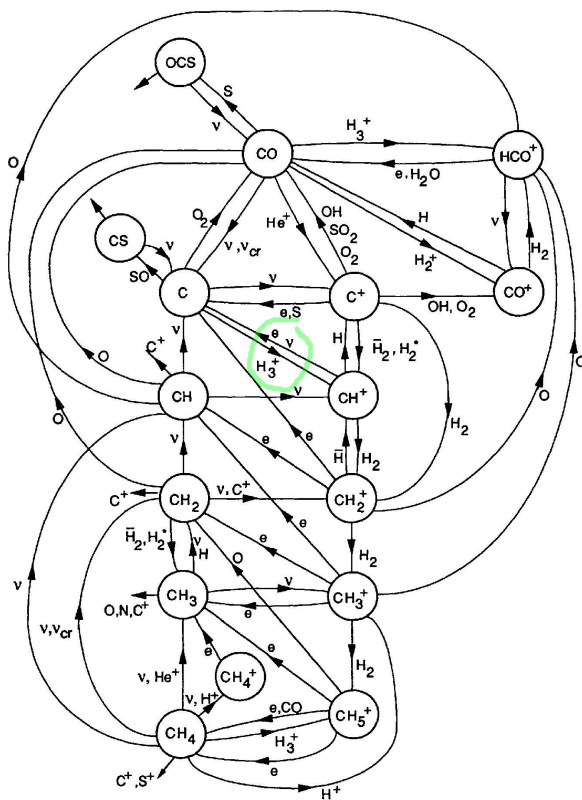 OCS
S
ν
CO
H₃⁺
HCO⁺
e, H₂O
O
CS
ν
SO
O₂
ν, νcr
He⁺
OH
SO₂
O₂
H
H₂⁺
ν
H₂
C
ν
C⁺
e,S
OH, O₂
CO⁺
e
ν
H₃⁺
H
H̅₂, H₂*
C⁺
ν
O
CH
ν
CH⁺
e
H̅
H₂
H₂
O
O
O
ν
e
CH₂
ν, C⁺
CH₂⁺
C⁺
H̅₂, H₂*
ν
H
e
e
O
H₂
ν
ν, νcr
CH₃
ν
CH₃⁺
e
O, N, C⁺
e
CH₄⁺
e
H₂
ν, He⁺
ν, H⁺
e, CO
CH₅⁺
CH₄
H₃⁺
e
C⁺, S⁺
H⁺